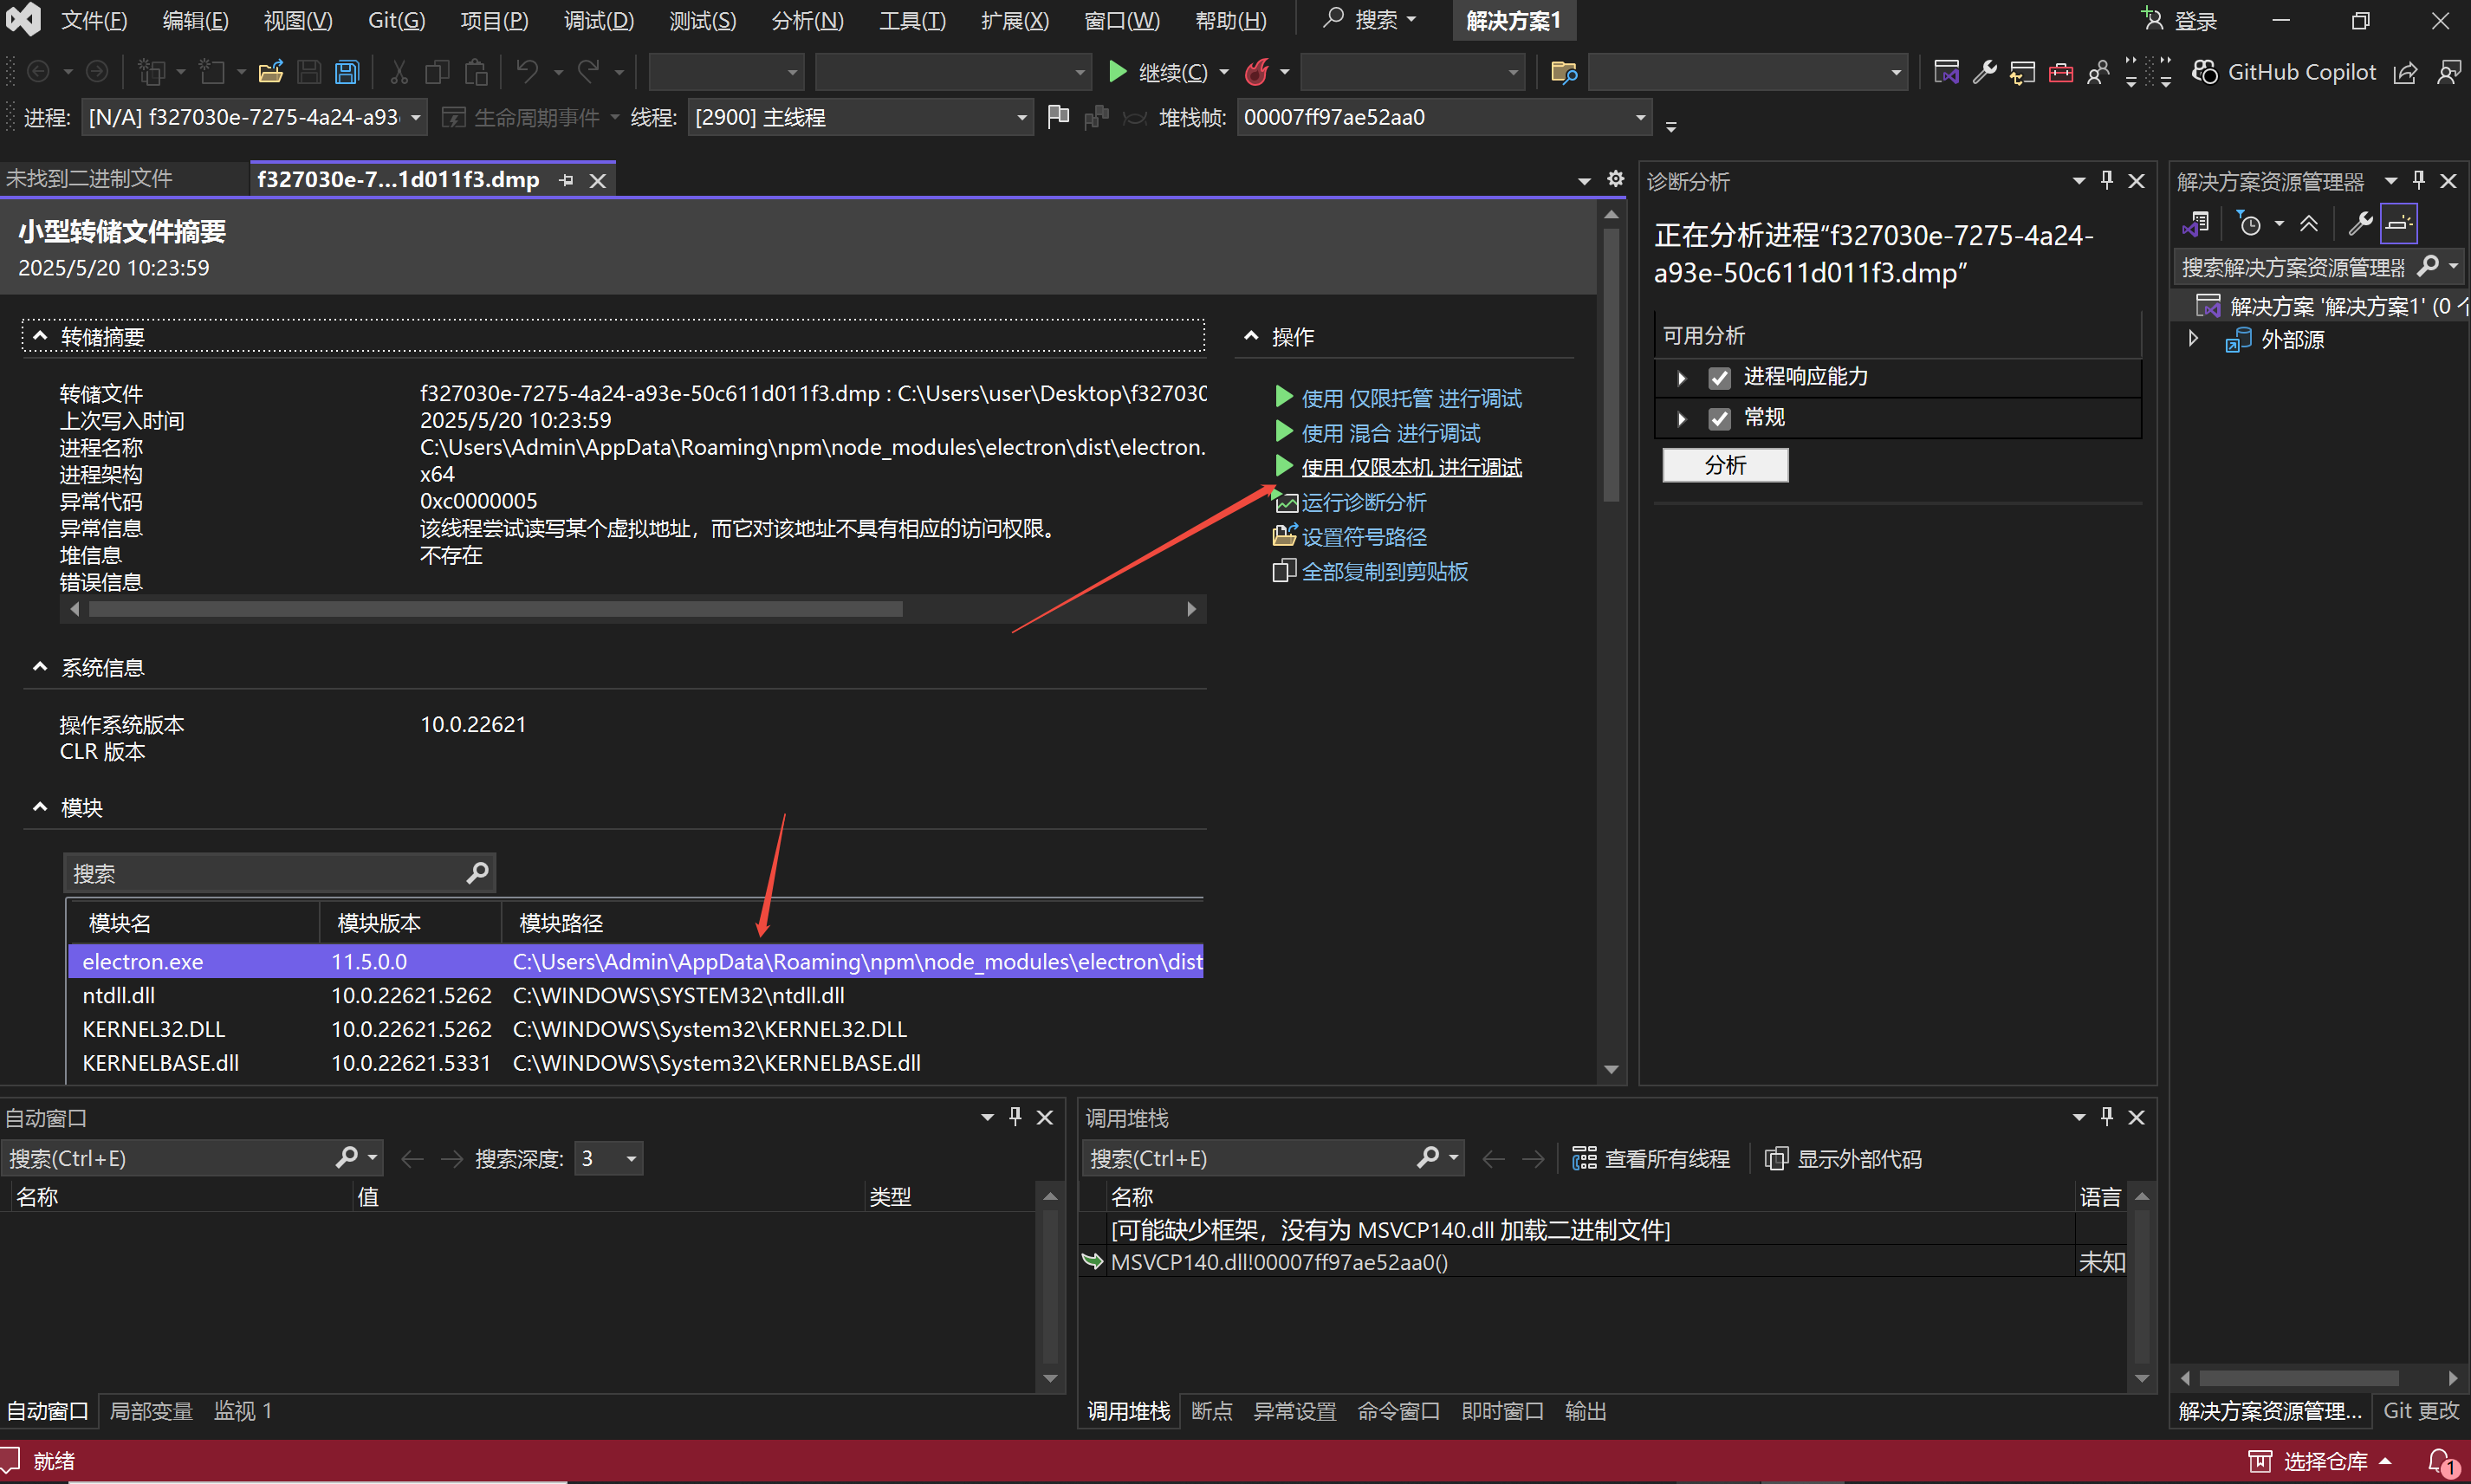 文件(F) 编辑(E) 视图(V) Git(G) 项目(P) 调试(D) 测试(S) 分析(N) 工具(T) 扩展(X) 窗口(W) 帮助(H) 搜索 解决方案1 登录
继续(C) GitHub Copilot
进程: [N/A] f327030e-7275-4a24-a93 生命周期事件 线程: [2900] 主线程 堆栈帧: 00007ff97ae52aa0
未找到二进制文件 f327030e-7...1d011f3.dmp
小型转储文件摘要
2025/5/20 10:23:59
转储摘要
转储文件 f327030e-7275-4a24-a93e-50c611d011f3.dmp : C:\Users\user\Desktop\f32703
上次写入时间 2025/5/20 10:23:59
进程名称 C:\Users\Admin\AppData\Roaming\npm\node_modules\electron\dist\electron.
进程架构 x64
异常代码 0xc0000005
异常信息 该线程尝试读写某个虚拟地址，而它对该地址不具有相应的访问权限。
堆信息 不存在
错误信息
操作
使用 仅限托管 进行调试
使用 混合 进行调试
使用 仅限本机 进行调试
运行诊断分析
设置符号路径
全部复制到剪贴板
系统信息
操作系统版本 10.0.22621
CLR 版本
模块
搜索
模块名 模块版本 模块路径
electron.exe 11.5.0.0 C:\Users\Admin\AppData\Roaming\npm\node_modules\electron\dist
ntdll.dll 10.0.22621.5262 C:\WINDOWS\SYSTEM32\ntdll.dll
KERNEL32.DLL 10.0.22621.5262 C:\WINDOWS\System32\KERNEL32.DLL
KERNELBASE.dll 10.0.22621.5331 C:\WINDOWS\System32\KERNELBASE.dll
诊断分析
正在分析进程“f327030e-7275-4a24-
a93e-50c611d011f3.dmp”
可用分析
进程响应能力
常规
分析
解决方案资源管理器
搜索解决方案资源管理器
解决方案 '解决方案1' (0 个
外部源
自动窗口
搜索(Ctrl+E) 搜索深度: 3
名称 值 类型
自动窗口 局部变量 监视 1
调用堆栈
搜索(Ctrl+E) 查看所有线程 显示外部代码
名称 语言
[可能缺少框架，没有为 MSVCP140.dll 加载二进制文件]
MSVCP140.dll!00007ff97ae52aa0() 未知
调用堆栈 断点 异常设置 命令窗口 即时窗口 输出
解决方案资源管理... Git 更改
就绪 选择仓库 1